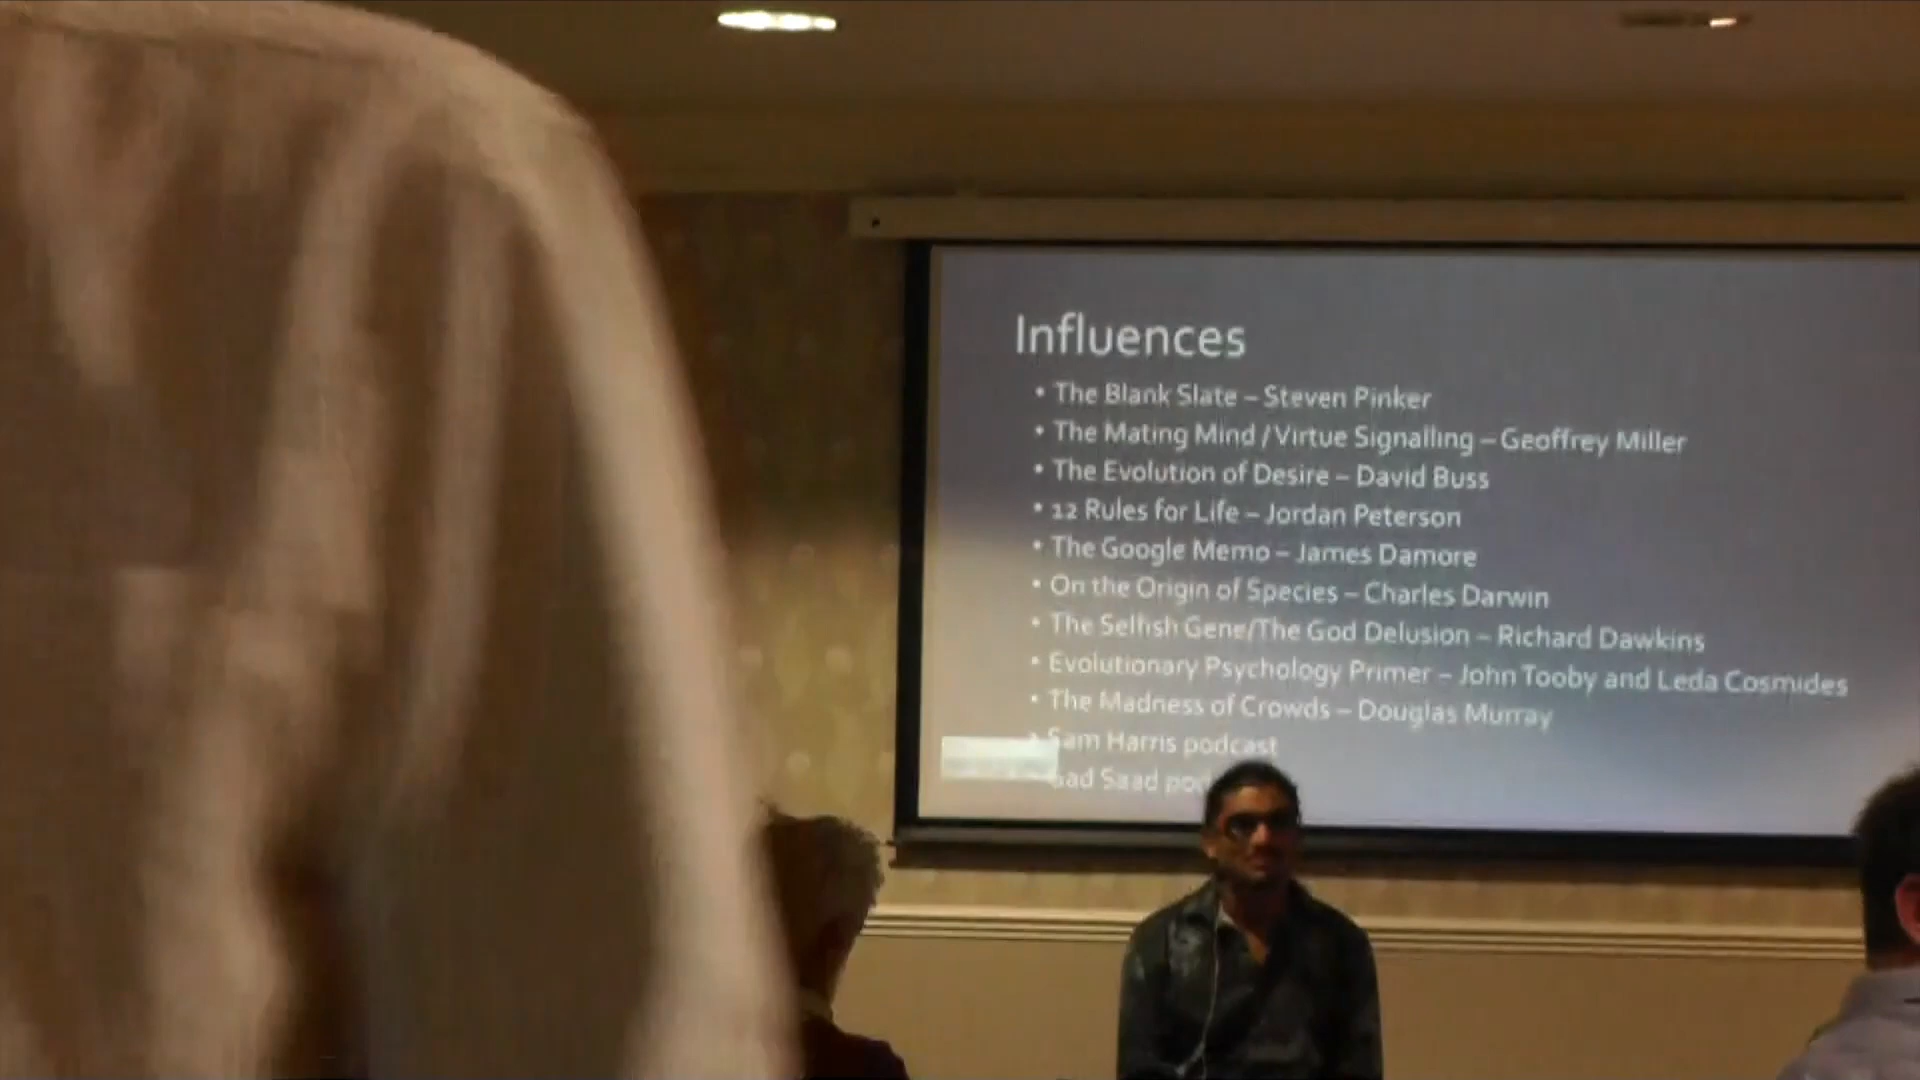 Influences
• The Blank Slate – Steven Pinker
• The Mating Mind / Virtue Signalling – Geoffrey Miller
• The Evolution of Desire – David Buss
• 12 Rules for Life – Jordan Peterson
• The Google Memo – James Damore
• On the Origin of Species – Charles Darwin
• The Selfish Gene/The God Delusion – Richard Dawkins
• Evolutionary Psychology Primer – John Tooby and Leda Cosmides
• The Madness of Crowds – Douglas Murray
Sam Harris podcast
Saad